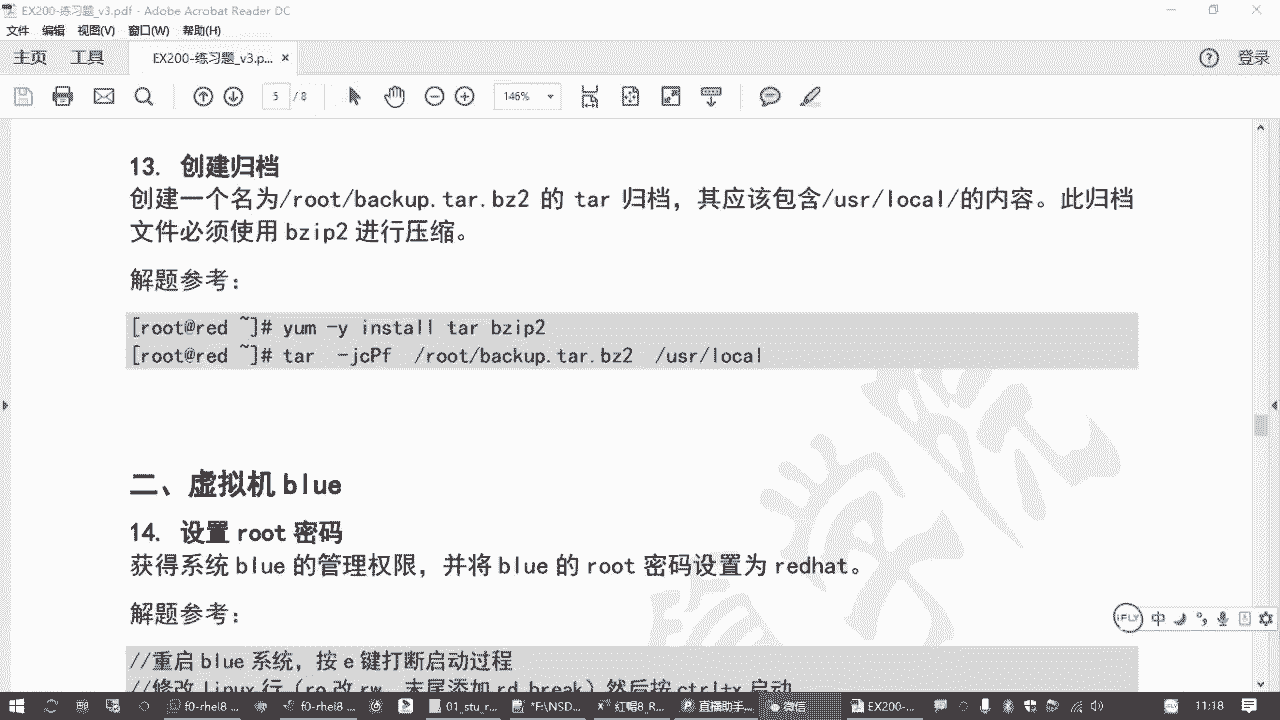 EX200-练习题_v3.pdf - Adobe Acrobat Reader DC
文件 编辑 视图(V) 窗口(W) 帮助(H)
主页 工具 EX200-练习题_v3.p... × 登录
5 / 8 146%
13. 创建归档
创建一个名为/root/backup.tar.bz2 的 tar 归档，其应该包含/usr/local/的内容。此归档
文件必须使用 bzip2 进行压缩。
解题参考：
[root@red ~]# yum -y install tar bzip2
[root@red ~]# tar -jcPf /root/backup.tar.bz2 /usr/local
二、虚拟机 blue
14. 设置 root 密码
获得系统 blue 的管理权限，并将 blue 的 root 密码设置为 redhat。
解题参考：
//重启 blue 系统，按 e 键打断启动过程
//修改 linux 行（ro 改 rw，末尾添加 rd.break）然后按 ctrl+x 启动
iFLY 中
f0-rhel8 ... f0-rhel8 ... 01_stu_r... "F:\NSD... 红帽8_R... 直播助手... 微信 EX200-... 11:18